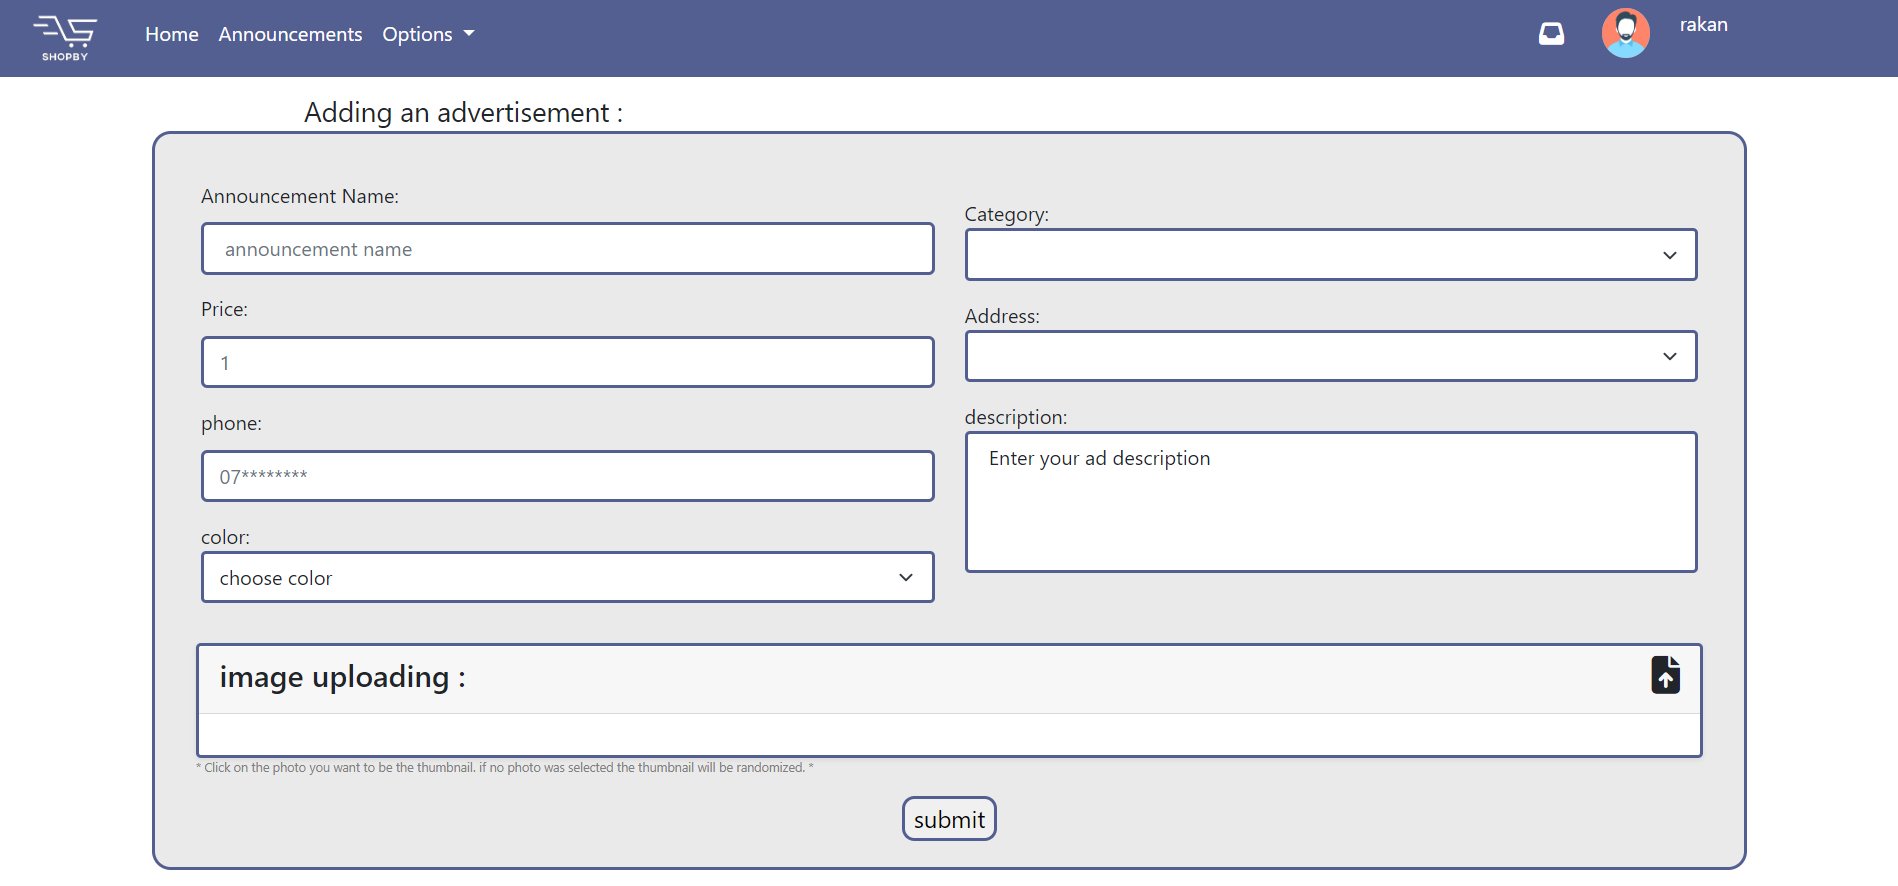 SHOPBY
Home Announcements Options
rakan
Adding an advertisement :
Announcement Name:
announcement name
Price:
1
phone:
07********
color:
choose color
Category:
Address:
description:
Enter your ad description
image uploading :
* Click on the photo you want to be the thumbnail. if no photo was selected the thumbnail will be randomized. *
submit